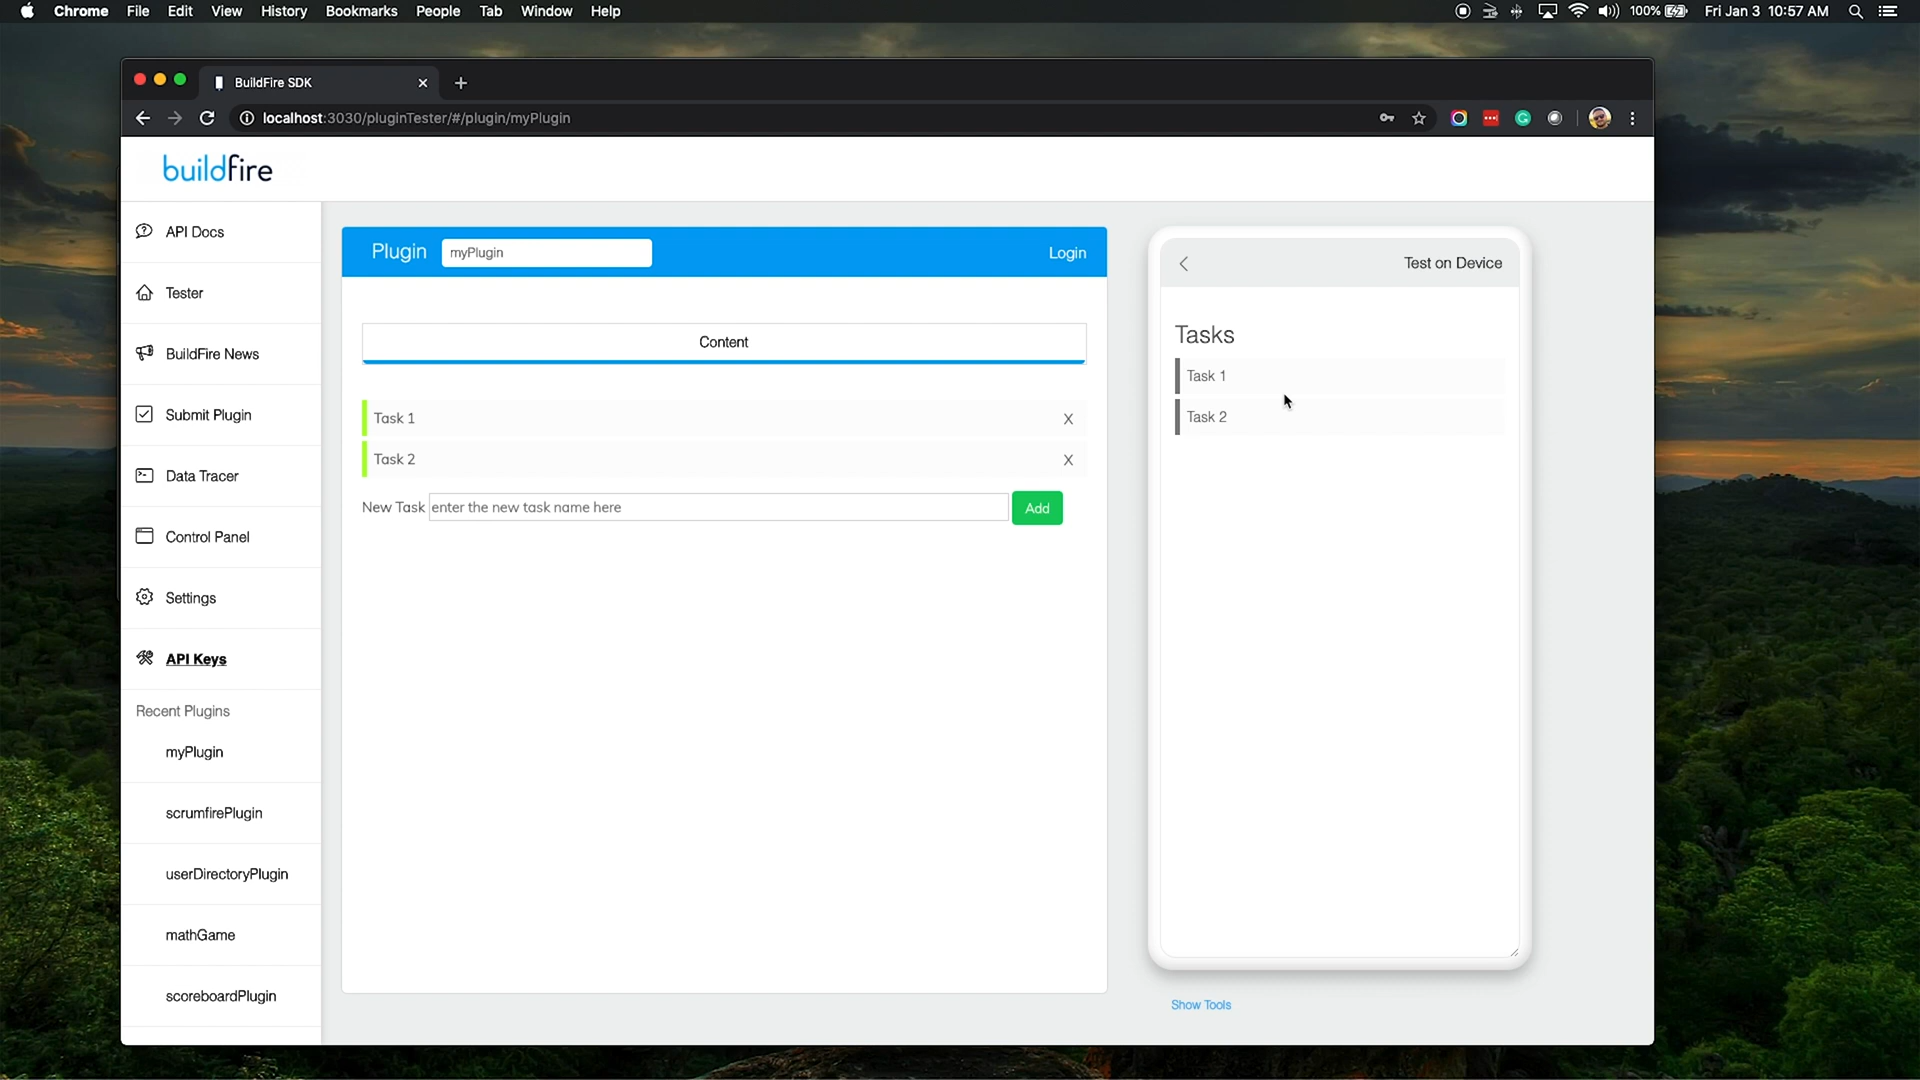 Chrome File Edit View History Bookmarks People Tab Window Help
100% Fri Jan 3 10:57 AM
BuildFire SDK
localhost:3030/pluginTester/#/plugin/myPlugin
buildfire
API Docs
Tester
BuildFire News
Submit Plugin
Data Tracer
Control Panel
Settings
API Keys
Recent Plugins
myPlugin
scrumfirePlugin
userDirectoryPlugin
mathGame
scoreboardPlugin
Plugin myPlugin Login
Content
Task 1 X
Task 2 X
New Task enter the new task name here Add
Test on Device
Tasks
Task 1
Task 2
Show Tools